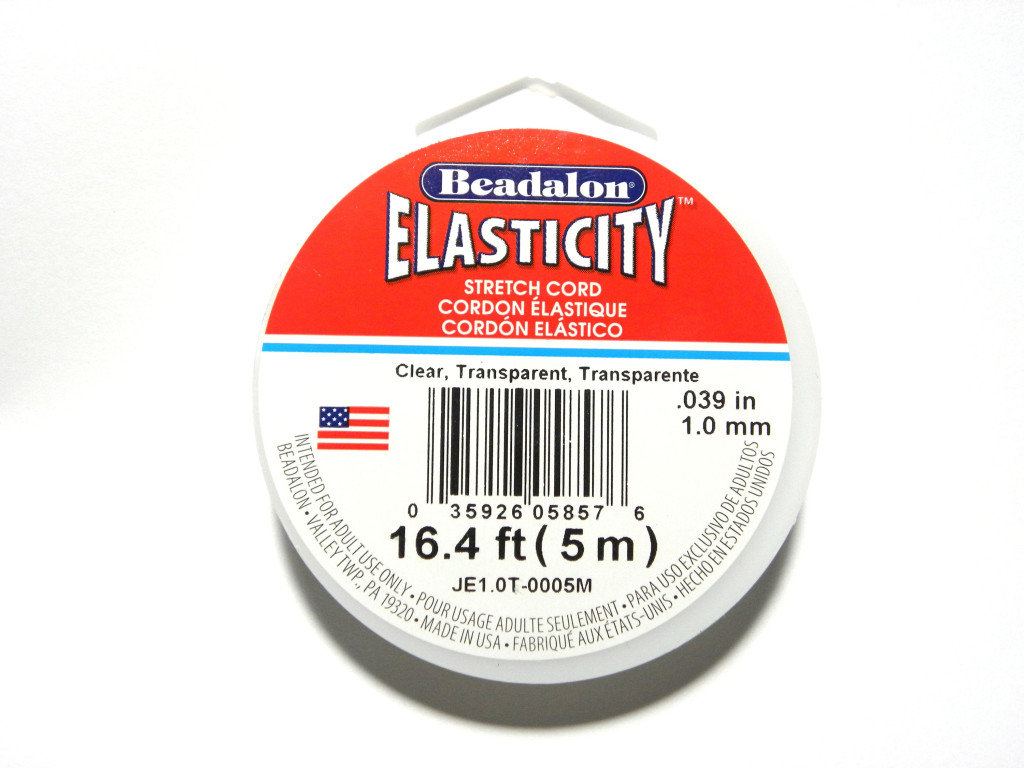 Beadalon®
ELASTICITY™
STRETCH CORD
CORDON ÉLASTIQUE
CORDÓN ELÁSTICO
Clear, Transparent, Transparente
.039 in
1.0 mm
0 35926 05857 6
16.4 ft (5 m)
JE1.0T-0005M
INTENDED FOR ADULT USE ONLY • POUR USAGE ADULTE SEULEMENT • PARA USO EXCLUSIVO DE ADULTOS
BEADALON • VALLEY TWP., PA 19320 • MADE IN USA • FABRIQUÉ AUX ÉTATS-UNIS • HECHO EN ESTADOS UNIDOS